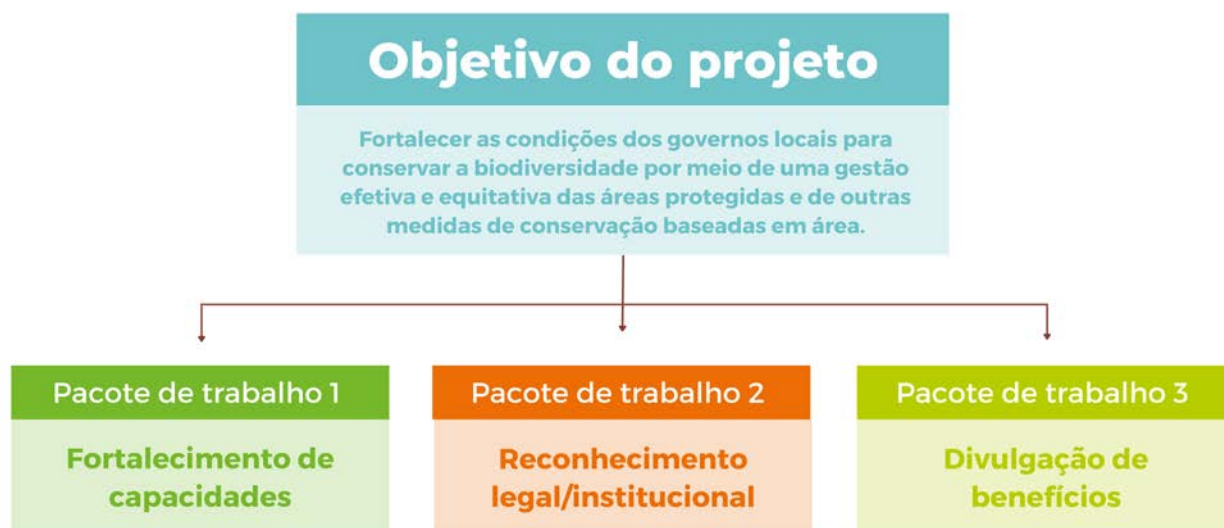 Objetivo do projeto
Fortalecer as condições dos governos locais para
conservar a biodiversidade por meio de uma gestão
efetiva e equitativa das áreas protegidas e de outras
medidas de conservação baseadas em área.
Pacote de trabalho 1
Fortalecimento de
capacidades
Pacote de trabalho 2
Reconhecimento
legal/institucional
Pacote de trabalho 3
Divulgação de
benefícios